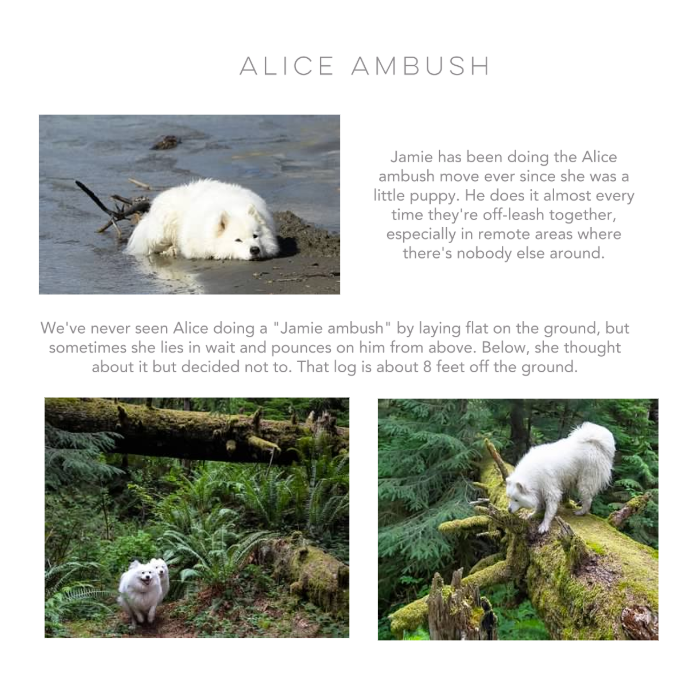 ALICE AMBUSH
Jamie has been doing the Alice
ambush move ever since she was a
little puppy. He does it almost every
time they're off-leash together,
especially in remote areas where
there's nobody else around.
We've never seen Alice doing a "Jamie ambush" by laying flat on the ground, but
sometimes she lies in wait and pounces on him from above. Below, she thought
about it but decided not to. That log is about 8 feet off the ground.